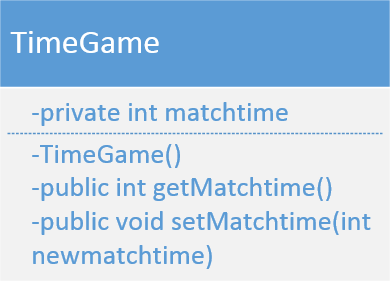 TimeGame
-private int matchtime
-TimeGame()
-public int getMatchtime()
-public void setMatchtime(int
newmatchtime)